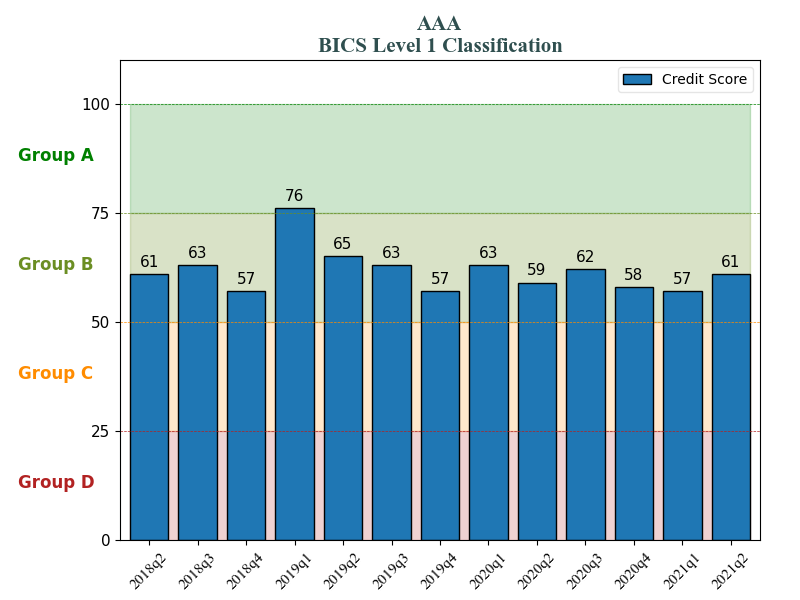 AAA
BICS Level 1 Classification
Credit Score
100
Group A
76
75
61
63
57
65
63
57
63
59
62
58
57
61
Group B
50
Group C
25
Group D
0
2018q2
2018q3
2018q4
2019q1
2019q2
2019q3
2019q4
2020q1
2020q2
2020q3
2020q4
2021q1
2021q2